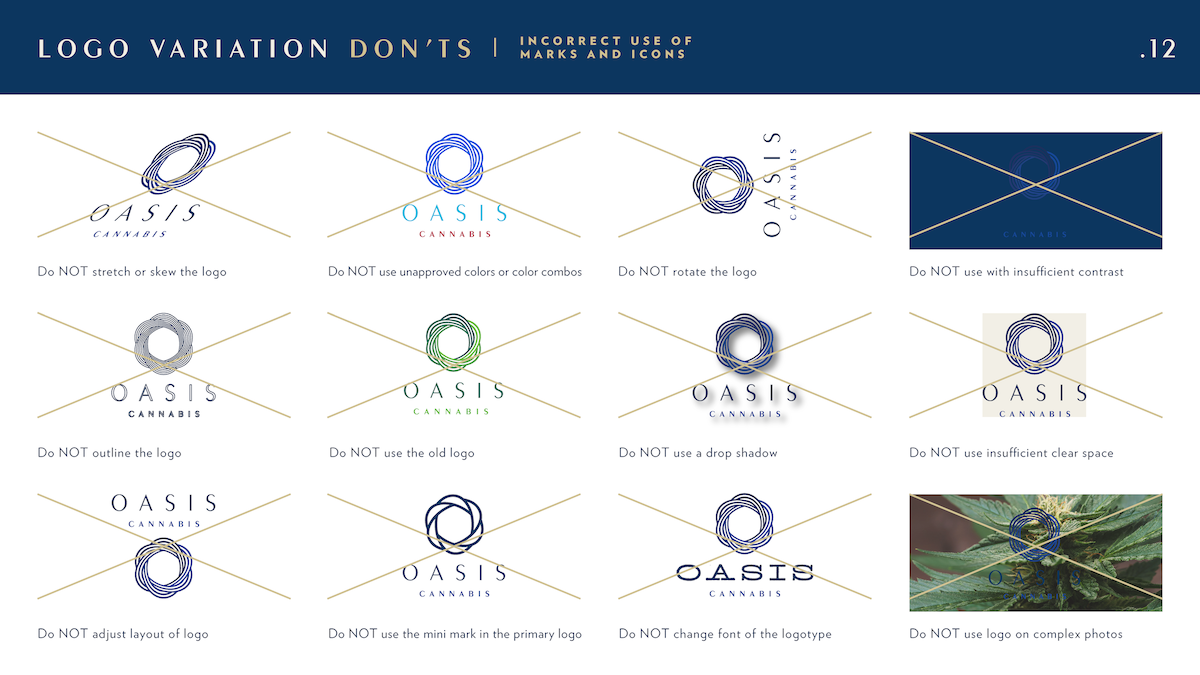 LOGO VARIATION DON'TS | INCORRECT USE OF
MARKS AND ICONS
.12
OASIS
CANNABIS
Do NOT stretch or skew the logo
OASIS
CANNABIS
Do NOT use unapproved colors or color combos
OASIS
CANNABIS
Do NOT rotate the logo
CANNABIS
Do NOT use with insufficient contrast
OASIS
CANNABIS
Do NOT outline the logo
OASIS
CANNABIS
Do NOT use the old logo
OASIS
CANNABIS
Do NOT use a drop shadow
OASIS
CANNABIS
Do NOT use insufficient clear space
OASIS
CANNABIS
Do NOT adjust layout of logo
OASIS
CANNABIS
Do NOT use the mini mark in the primary logo
OASIS
CANNABIS
Do NOT change font of the logotype
OASIS
CANNABIS
Do NOT use logo on complex photos